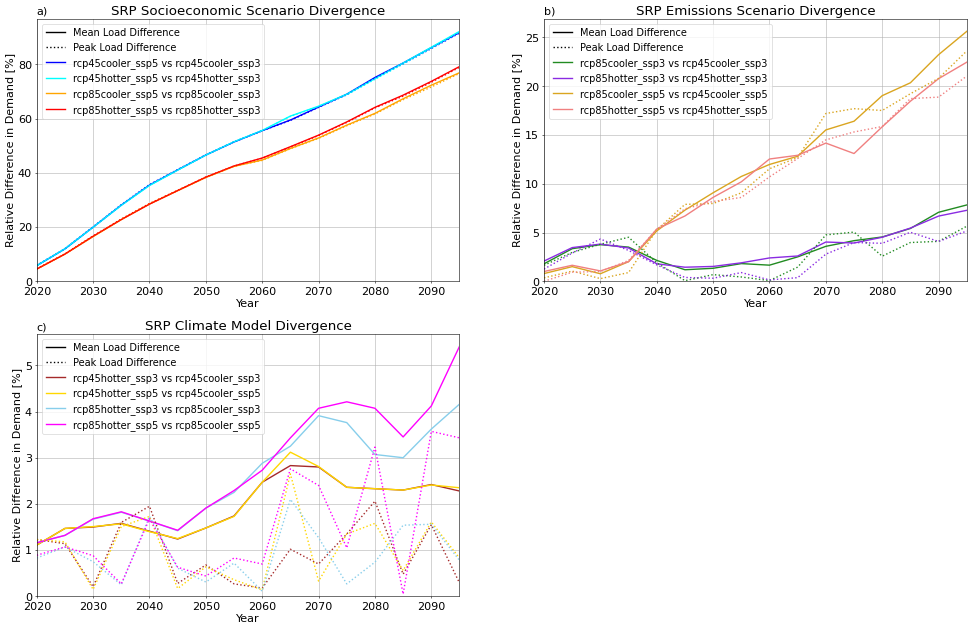 a)
SRP Socioeconomic Scenario Divergence
Mean Load Difference
Peak Load Difference
rcp45cooler_ssp5 vs rcp45cooler_ssp3
rcp45hotter_ssp5 vs rcp45hotter_ssp3
rcp85cooler_ssp5 vs rcp85cooler_ssp3
rcp85hotter_ssp5 vs rcp85hotter_ssp3
Relative Difference in Demand [%]
80
60
40
20
0
2020 2030 2040 2050 2060 2070 2080 2090
Year
b)
SRP Emissions Scenario Divergence
Mean Load Difference
Peak Load Difference
rcp85cooler_ssp3 vs rcp45cooler_ssp3
rcp85hotter_ssp3 vs rcp45hotter_ssp3
rcp85cooler_ssp5 vs rcp45cooler_ssp5
rcp85hotter_ssp5 vs rcp45hotter_ssp5
Relative Difference in Demand [%]
25
20
15
10
5
0
2020 2030 2040 2050 2060 2070 2080 2090
Year
c)
SRP Climate Model Divergence
Mean Load Difference
Peak Load Difference
rcp45hotter_ssp3 vs rcp45cooler_ssp3
rcp45hotter_ssp5 vs rcp45cooler_ssp5
rcp85hotter_ssp3 vs rcp85cooler_ssp3
rcp85hotter_ssp5 vs rcp85cooler_ssp5
Relative Difference in Demand [%]
5
4
3
2
1
0
2020 2030 2040 2050 2060 2070 2080 2090
Year